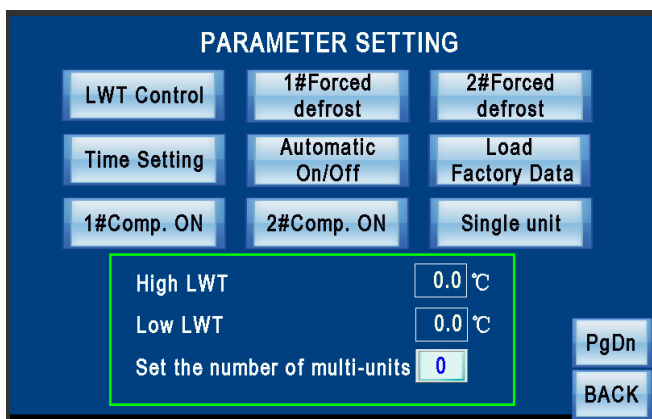 PARAMETER SETTING
LWT Control
1#Forced
defrost
2#Forced
defrost
Time Setting
Automatic
On/Off
Load
Factory Data
1#Comp. ON
2#Comp. ON
Single unit
High LWT 0.0 ℃
Low LWT 0.0 ℃
Set the number of multi-units 0
PgDn
BACK